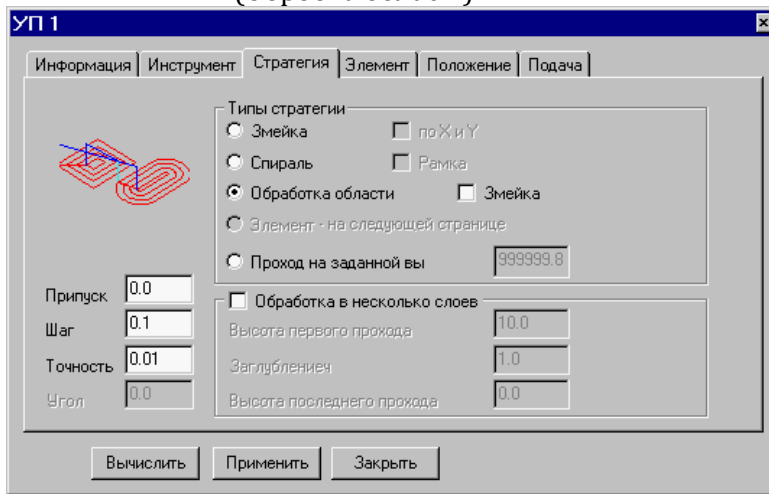 УП 1
Информация Инструмент Стратегия Элемент Положение Подача
Типы стратегии
Змейка по X и Y
Спираль Рамка
Обработка области Змейка
Элемент - на следующей странице
Проход на заданной вы 999999.8
Припуск 0.0
Шаг 0.1
Точность 0.01
Угол 0.0
Обработка в несколько слоев
Высота первого прохода 10.0
Заглублениеч 1.0
Высота последнего прохода 0.0
Вычислить Применить Закрыть